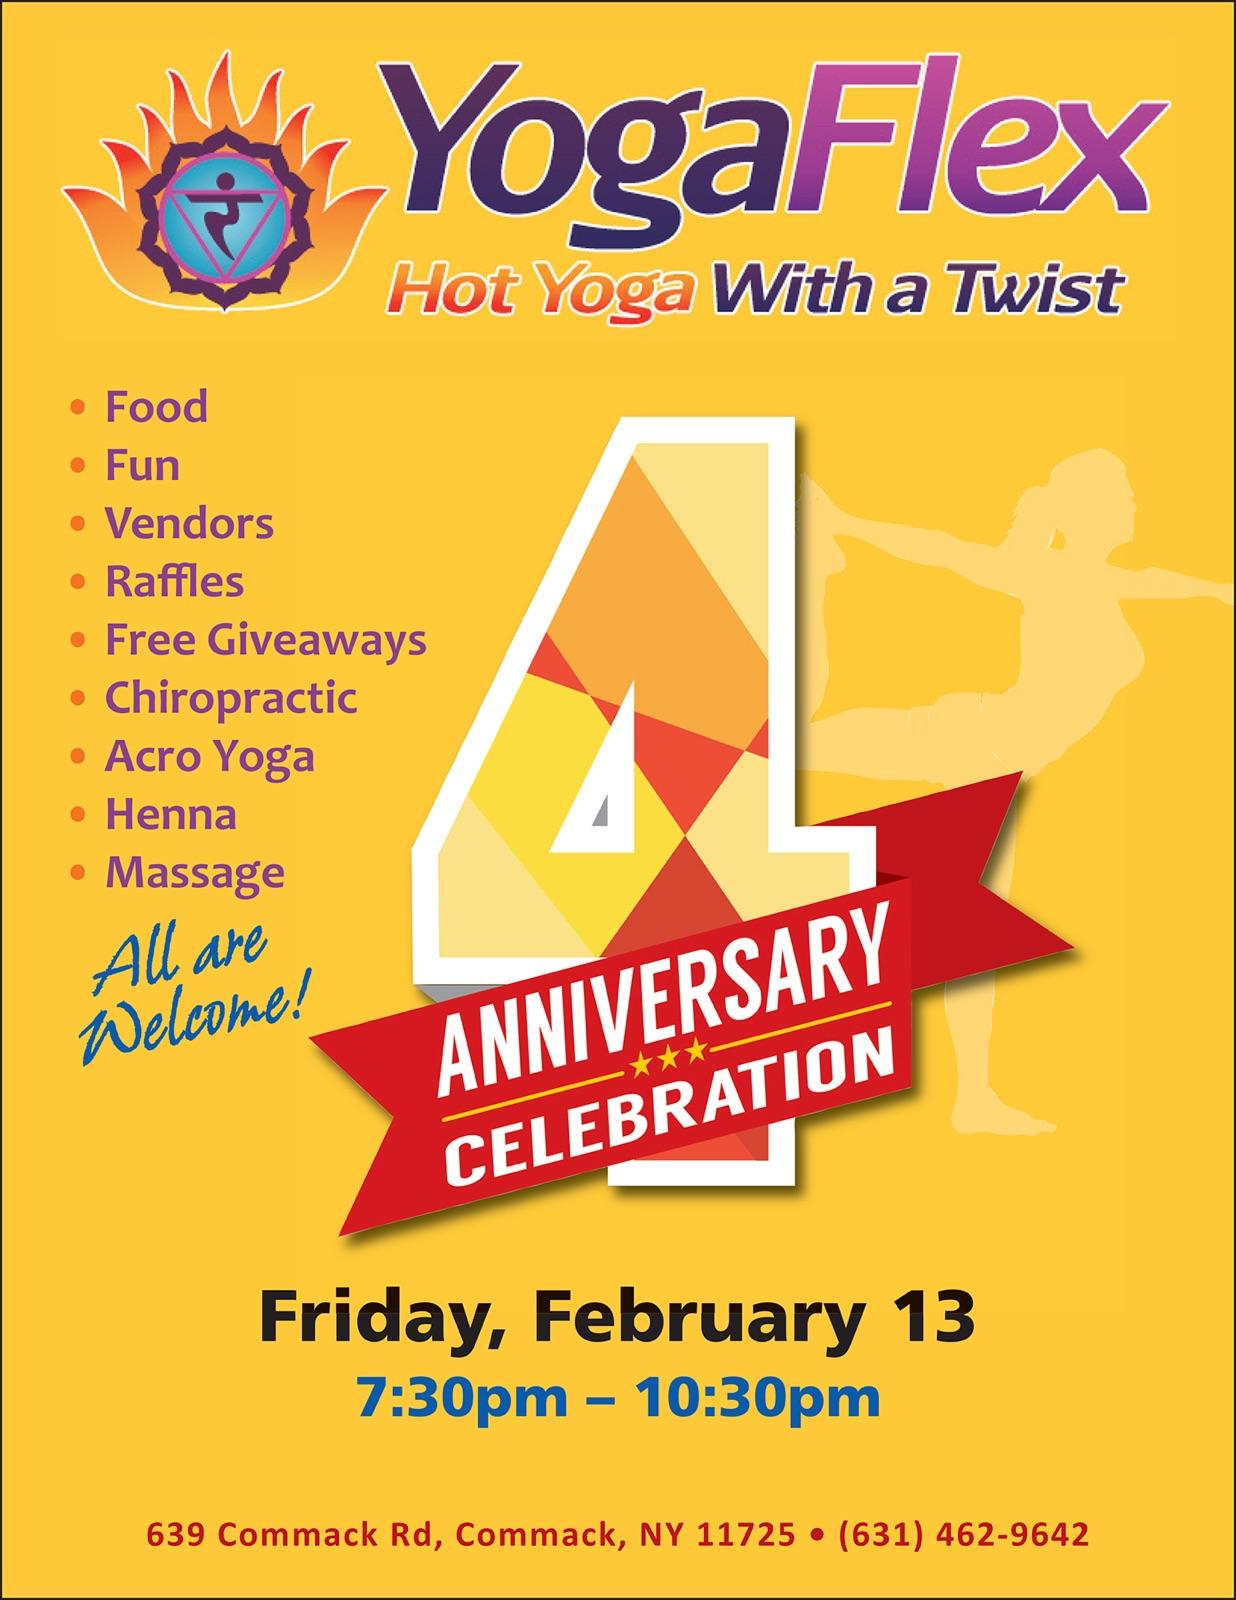 YogaFlex
Hot Yoga With a Twist
• Food
• Fun
• Vendors
• Raffles
• Free Giveaways
• Chiropractic
• Acro Yoga
• Henna
• Massage
All are
Welcome!
4
ANNIVERSARY
CELEBRATION
Friday, February 13
7:30pm – 10:30pm
639 Commack Rd, Commack, NY 11725 • (631) 462-9642